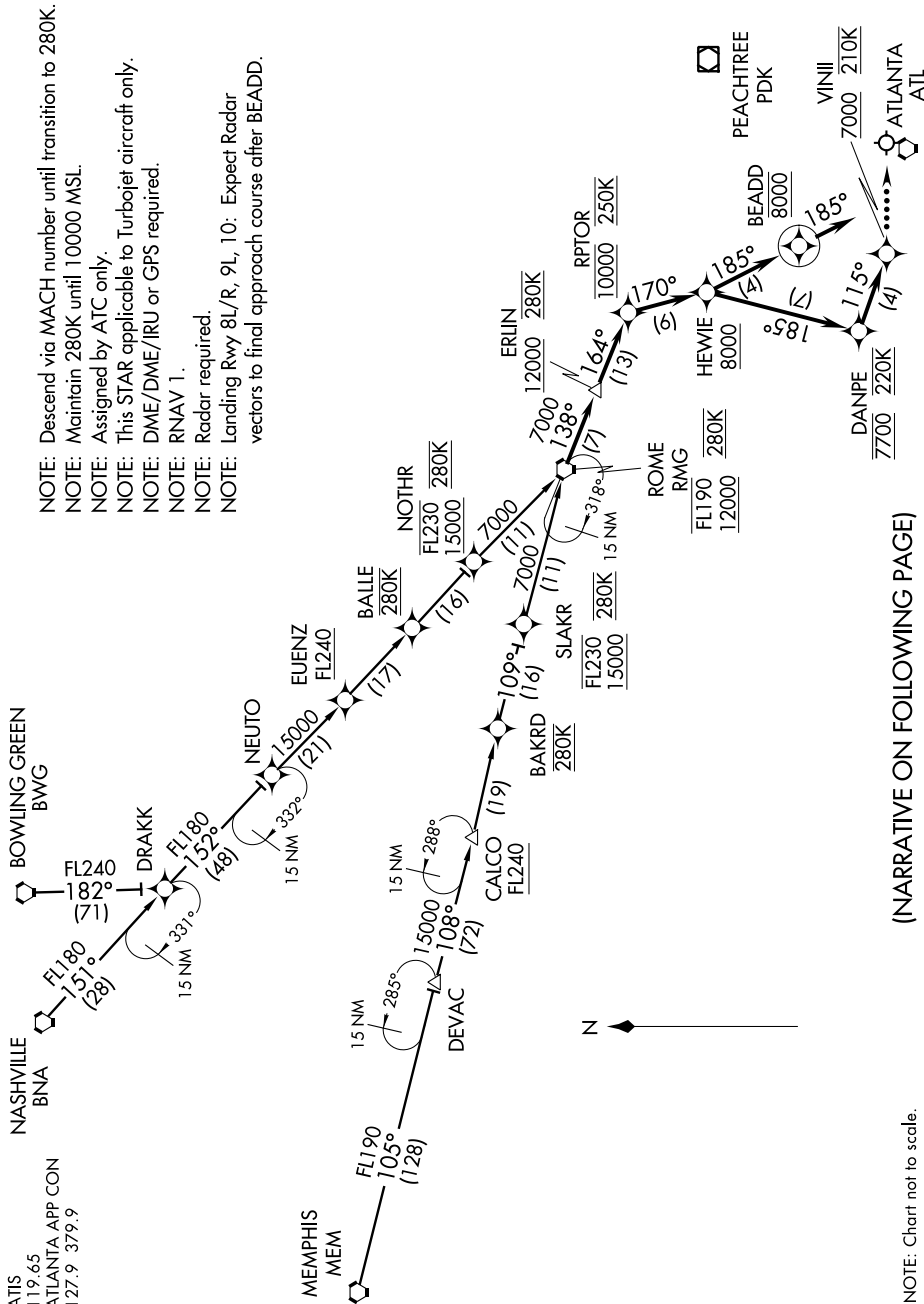 ATIS
119.65
ATLANTA APP CON
127.9 379.9
NASHVILLE
BNA
BOWLING GREEN
BWG
FL240
182°
(71)
FL180
151°
(28)
DRAKK
331°
15 NM
FL180
152°
(48)
NEUTO
332°
15 NM
15000
(21)
EUENZ
FL240
(17)
BALLE
280K
(16)
NOTHR
FL230 280K
15000
7000
(11)
MEMPHIS
MEM
FL190
105°
(128)
DEVAC
285°
15 NM
15000
108°
(72)
CALCO
FL240
288°
15 NM
(19)
BAKRD
280K
109°
(16)
SLAKR
FL230 280K
15000
7000
(11)
ROME
RMG
FL190 280K
12000
318°
15 NM
7000
138°
(7)
ERLIN
12000 280K
164°
(13)
RPTOR
10000 250K
170°
(6)
HEWIE
8000
185°
(4)
BEADD
8000
185°
185°
(7)
DANPE
7700 220K
115°
(4)
VINII
7000 210K
PEACHTREE
PDK
ATLANTA
ATL
NOTE: Descend via MACH number until transition to 280K.
NOTE: Maintain 280K until 10000 MSL.
NOTE: Assigned by ATC only.
NOTE: This STAR applicable to Turbojet aircraft only.
NOTE: DME/DME/IRU or GPS required.
NOTE: RNAV 1.
NOTE: Radar required.
NOTE: Landing Rwy 8L/R, 9L, 10: Expect Radar
vectors to final approach course after BEADD.
N
(NARRATIVE ON FOLLOWING PAGE)
NOTE: Chart not to scale.